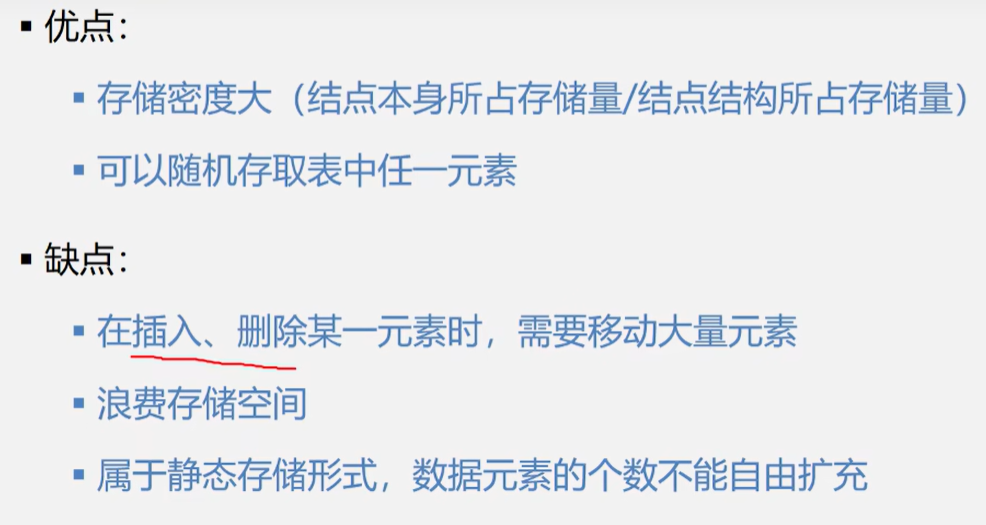 ▪ 优点：
▪ 存储密度大（结点本身所占存储量/结点结构所占存储量）
▪ 可以随机存取表中任一元素
▪ 缺点：
▪ 在插入、删除某一元素时，需要移动大量元素
▪ 浪费存储空间
▪ 属于静态存储形式，数据元素的个数不能自由扩充